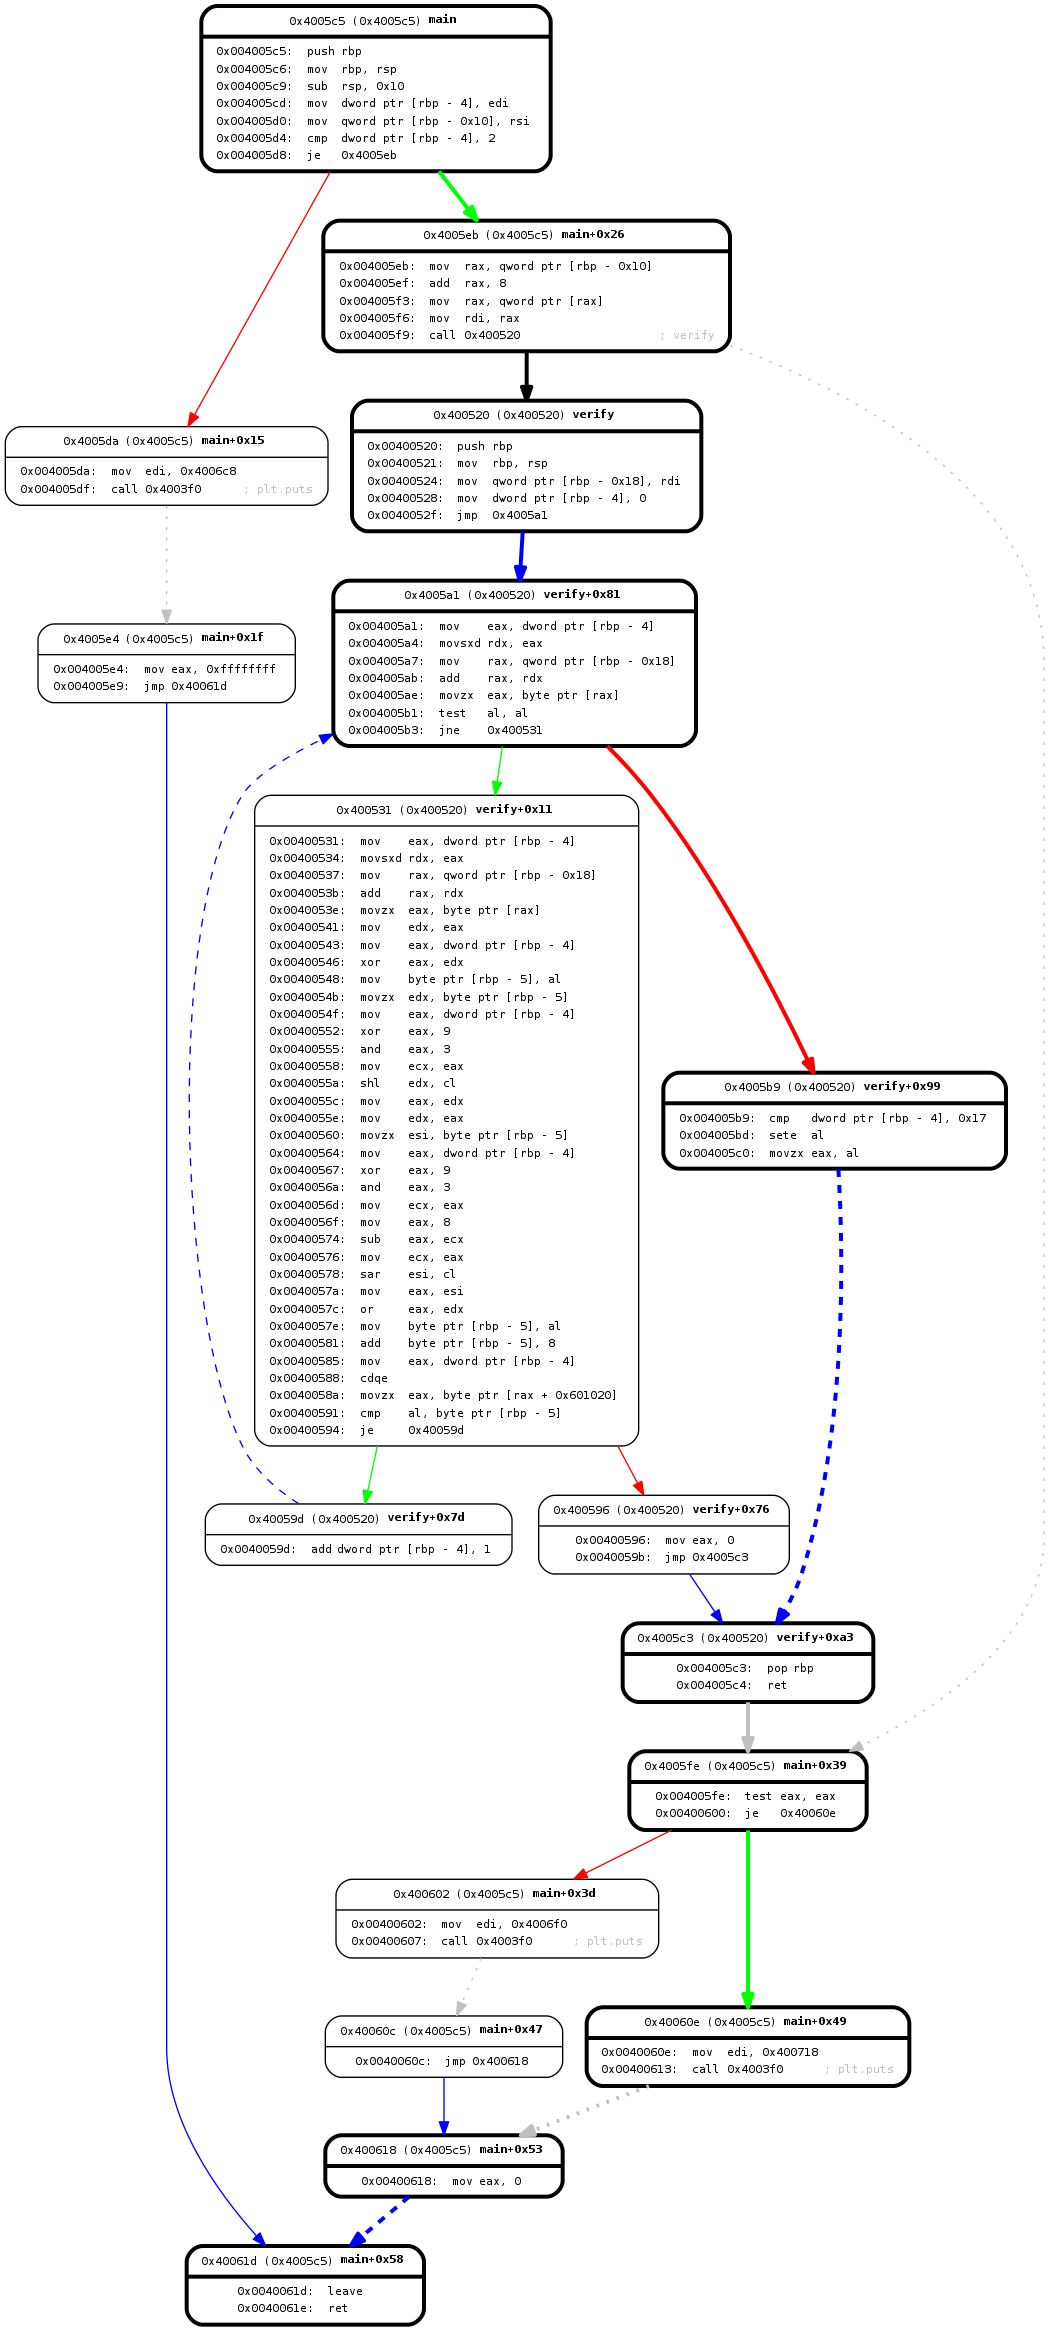 0x4005c5 (0x4005c5) main
0x004005c5: push rbp
0x004005c6: mov rbp, rsp
0x004005c9: sub rsp, 0x10
0x004005cd: mov dword ptr [rbp - 4], edi
0x004005d0: mov qword ptr [rbp - 0x10], rsi
0x004005d4: cmp dword ptr [rbp - 4], 2
0x004005d8: je 0x4005eb
0x4005eb (0x4005c5) main+0x26
0x004005eb: mov rax, qword ptr [rbp - 0x10]
0x004005ef: add rax, 8
0x004005f3: mov rax, qword ptr [rax]
0x004005f6: mov rdi, rax
0x004005f9: call 0x400520 ; verify
0x4005da (0x4005c5) main+0x15
0x004005da: mov edi, 0x4006c8
0x004005df: call 0x4003f0 ; plt.puts
0x400520 (0x400520) verify
0x00400520: push rbp
0x00400521: mov rbp, rsp
0x00400524: mov qword ptr [rbp - 0x18], rdi
0x00400528: mov dword ptr [rbp - 4], 0
0x0040052f: jmp 0x4005a1
0x4005e4 (0x4005c5) main+0x1f
0x004005e4: mov eax, 0xffffffff
0x004005e9: jmp 0x40061d
0x4005a1 (0x400520) verify+0x81
0x004005a1: mov eax, dword ptr [rbp - 4]
0x004005a4: movsxd rdx, eax
0x004005a7: mov rax, qword ptr [rbp - 0x18]
0x004005ab: add rax, rdx
0x004005ae: movzx eax, byte ptr [rax]
0x004005b1: test al, al
0x004005b3: jne 0x400531
0x400531 (0x400520) verify+0x11
0x00400531: mov eax, dword ptr [rbp - 4]
0x00400534: movsxd rdx, eax
0x00400537: mov rax, qword ptr [rbp - 0x18]
0x0040053b: add rax, rdx
0x0040053e: movzx eax, byte ptr [rax]
0x00400541: mov edx, eax
0x00400543: mov eax, dword ptr [rbp - 4]
0x00400546: xor eax, edx
0x00400548: mov byte ptr [rbp - 5], al
0x0040054b: movzx edx, byte ptr [rbp - 5]
0x0040054f: mov eax, dword ptr [rbp - 4]
0x00400552: xor eax, 9
0x00400555: and eax, 3
0x00400558: mov ecx, eax
0x0040055a: shl edx, cl
0x0040055c: mov eax, edx
0x0040055e: mov edx, eax
0x00400560: movzx esi, byte ptr [rbp - 5]
0x00400564: mov eax, dword ptr [rbp - 4]
0x00400567: xor eax, 9
0x0040056a: and eax, 3
0x0040056d: mov ecx, eax
0x0040056f: mov eax, 8
0x00400574: sub eax, ecx
0x00400576: mov ecx, eax
0x00400578: sar esi, cl
0x0040057a: mov eax, esi
0x0040057c: or eax, edx
0x0040057e: mov byte ptr [rbp - 5], al
0x00400581: add byte ptr [rbp - 5], 8
0x00400585: mov eax, dword ptr [rbp - 4]
0x00400588: cdqe
0x0040058a: movzx eax, byte ptr [rax + 0x601020]
0x00400591: cmp al, byte ptr [rbp - 5]
0x00400594: je 0x40059d
0x4005b9 (0x400520) verify+0x99
0x004005b9: cmp dword ptr [rbp - 4], 0x17
0x004005bd: sete al
0x004005c0: movzx eax, al
0x40059d (0x400520) verify+0x7d
0x0040059d: add dword ptr [rbp - 4], 1
0x400596 (0x400520) verify+0x76
0x00400596: mov eax, 0
0x0040059b: jmp 0x4005c3
0x4005c3 (0x400520) verify+0xa3
0x004005c3: pop rbp
0x004005c4: ret
0x4005fe (0x4005c5) main+0x39
0x004005fe: test eax, eax
0x00400600: je 0x40060e
0x400602 (0x4005c5) main+0x3d
0x00400602: mov edi, 0x4006f0
0x00400607: call 0x4003f0 ; plt.puts
0x40060c (0x4005c5) main+0x47
0x0040060c: jmp 0x400618
0x40060e (0x4005c5) main+0x49
0x0040060e: mov edi, 0x400718
0x00400613: call 0x4003f0 ; plt.puts
0x400618 (0x4005c5) main+0x53
0x00400618: mov eax, 0
0x40061d (0x4005c5) main+0x58
0x0040061d: leave
0x0040061e: ret